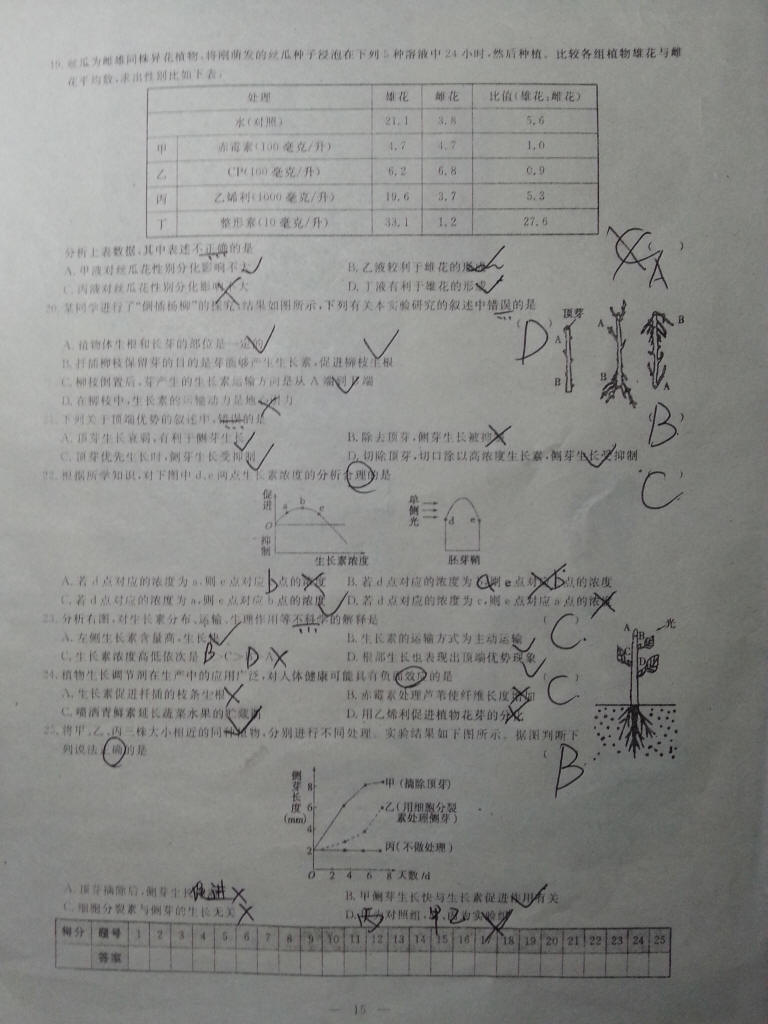 19.丝瓜为雌雄同株异花植物,将刚萌发的丝瓜种子浸泡在下列5种溶液中24小时,然后种植。比较各组植物雄花与雌
花平均数,求出性别比如下表:
处理 雄花 雌花 比值(雄花:雌花)
水(对照) 21.1 3.8 5.6
甲 赤霉素(100毫克/升) 4.7 4.7 1.0
乙 CP(100毫克/升) 6.2 6.8 0.9
丙 乙烯利(1000毫克/升) 19.6 3.7 5.3
丁 整形素(10毫克/升) 33.1 1.2 27.6
分析上表数据,其中表述不正确的是 ( ) A
A.甲液对丝瓜花性别分化影响不大 B.乙液较利于雌花的形成
C.丙液对丝瓜花性别分化影响不大 D.丁液有利于雄花的形成
20.某同学进行了“倒插杨柳”的探究,结果如图所示,下列有关本实验研究的叙述中错误的是
( D
顶芽 A B A B B A
A.植物体生根和长芽的部位是一定的
B.扦插柳枝保留芽的目的是芽能够产生生长素,促进柳枝生根
C.柳枝倒置后,芽产生的生长素运输方向是从A端到B端
D.在柳枝中,生长素的运输动力是地心引力
21.下列关于顶端优势的叙述中,错误的是 B
A.顶芽生长衰弱,有利于侧芽生长 B.除去顶芽,侧芽生长被抑制
C.顶芽优先生长时,侧芽生长受抑制 D.切除顶芽,切口涂以高浓度生长素,侧芽生长受抑制
22.根据所学知识,对下图中d、e两点生长素浓度的分析合理的是 C
促进 O 抑制 a b c 生长素浓度
单侧光 d e 胚芽鞘
A.若d点对应的浓度为a,则e点对应b点的浓度 B.若d点对应的浓度为a,则e点对应b点的浓度
C.若d点对应的浓度为a,则e点对应b点的浓度 D.若d点对应的浓度为c,则e点对应a点的浓度
23.分析右图,对生长素分布、运输、生理作用等不科学的解释是 ( ) C
A.左侧生长素含量高,生长快 B.生长素的运输方式为主动运输
C.生长素浓度高低依次是B>C>D>A D.根部生长也表现出顶端优势现象
A B C D 光
24.植物生长调节剂在生产中的应用广泛,对人体健康可能具有负面效应的是 ( ) C
A.生长素促进扦插的枝条生根 B.赤霉素处理芦苇使纤维长度增加
C.喷洒青鲜素延长蔬菜水果的贮藏期 D.用乙烯利促进植物花芽的分化
25.将甲、乙、丙三株大小相近的同种植物,分别进行不同处理。实验结果如下图所示。据图判断下
列说法正确的是 ( B
侧芽长度(mm) 8 6 4 2 O 2 4 6 8 天数/d
甲(摘除顶芽)
乙(用细胞分裂素处理侧芽)
丙(不做处理)
A.顶芽摘除后,侧芽生长促进 B.甲侧芽生长快与生长素促进作用有关
C.细胞分裂素与侧芽的生长无关 D.丙为对照组,甲乙均为实验组
得分 题号 1 2 3 4 5 6 7 8 9 10 11 12 13 14 15 16 17 18 19 20 21 22 23 24 25
答案
— 15 —